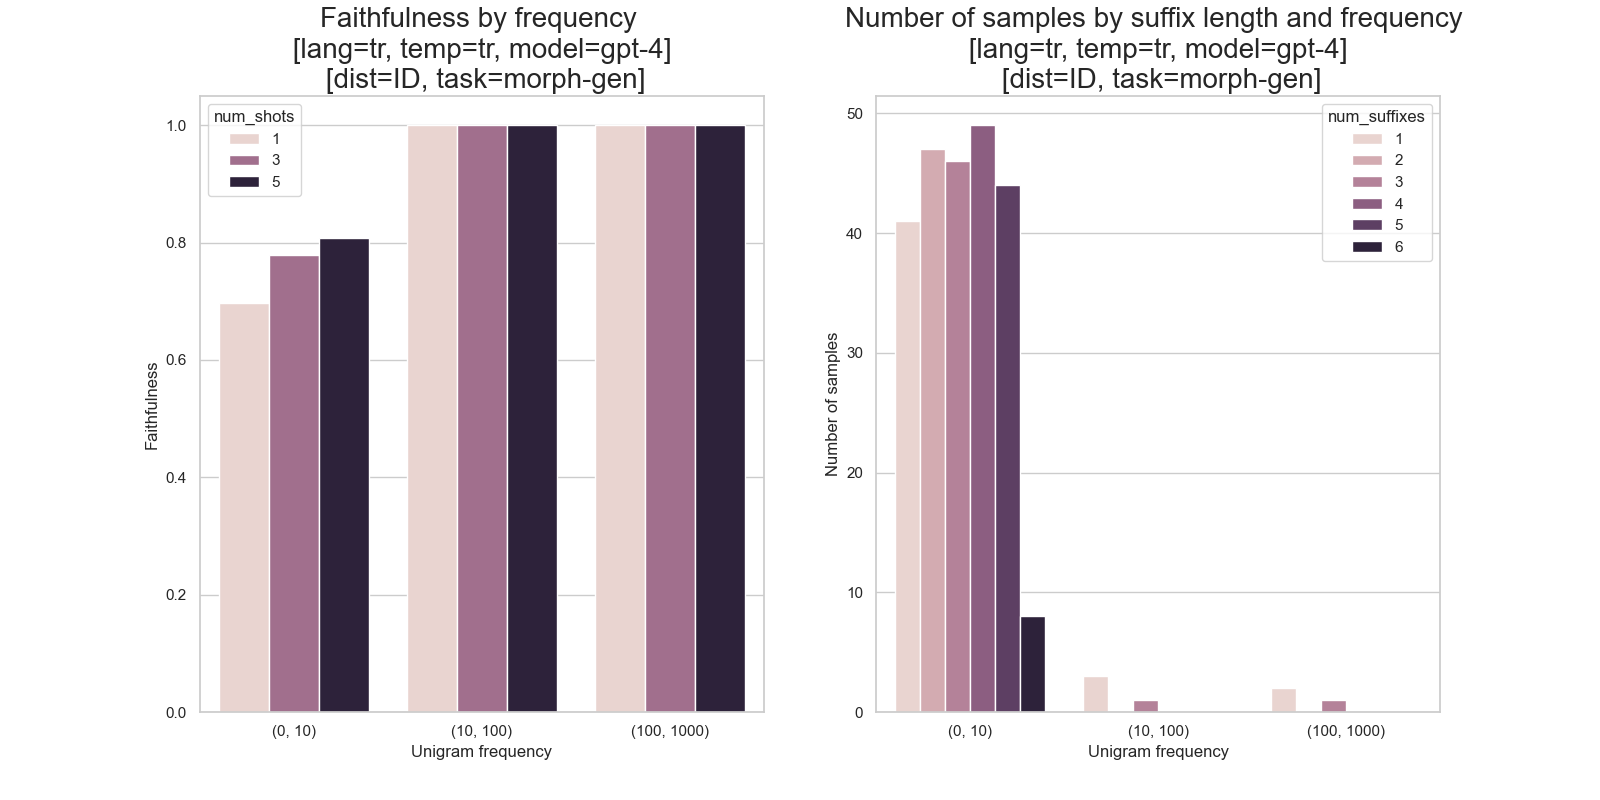 Faithfulness by frequency
[lang=tr, temp=tr, model=gpt-4]
[dist=ID, task=morph-gen]
num_shots
1
3
5
1.0
0.8
0.6
0.4
0.2
0.0
Faithfulness
(0, 10)
(10, 100)
(100, 1000)
Unigram frequency
Number of samples by suffix length and frequency
[lang=tr, temp=tr, model=gpt-4]
[dist=ID, task=morph-gen]
num_suffixes
1
2
3
4
5
6
50
40
30
20
10
0
Number of samples
(0, 10)
(10, 100)
(100, 1000)
Unigram frequency